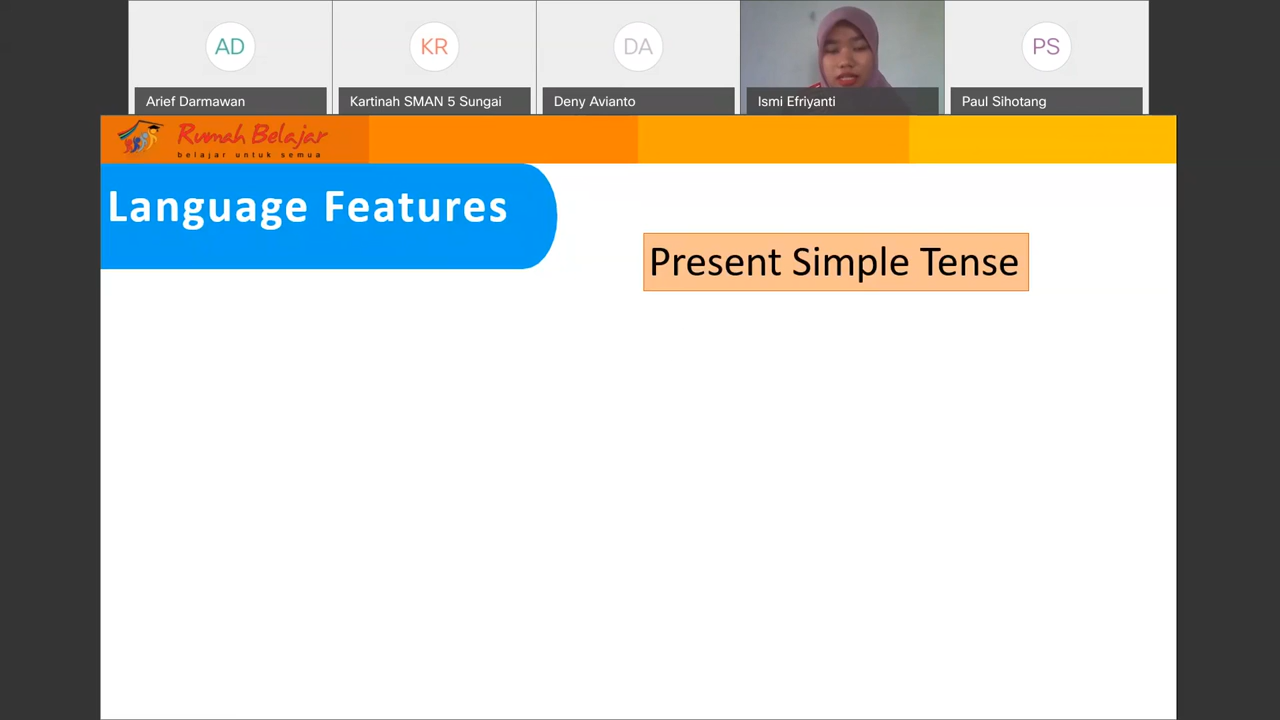 AD
KR
DA
PS
Arief Darmawan
Kartinah SMAN 5 Sungai
Deny Avianto
Ismi Efriyanti
Paul Sihotang
Rumah Belajar
belajar untuk semua
Language Features
Present Simple Tense